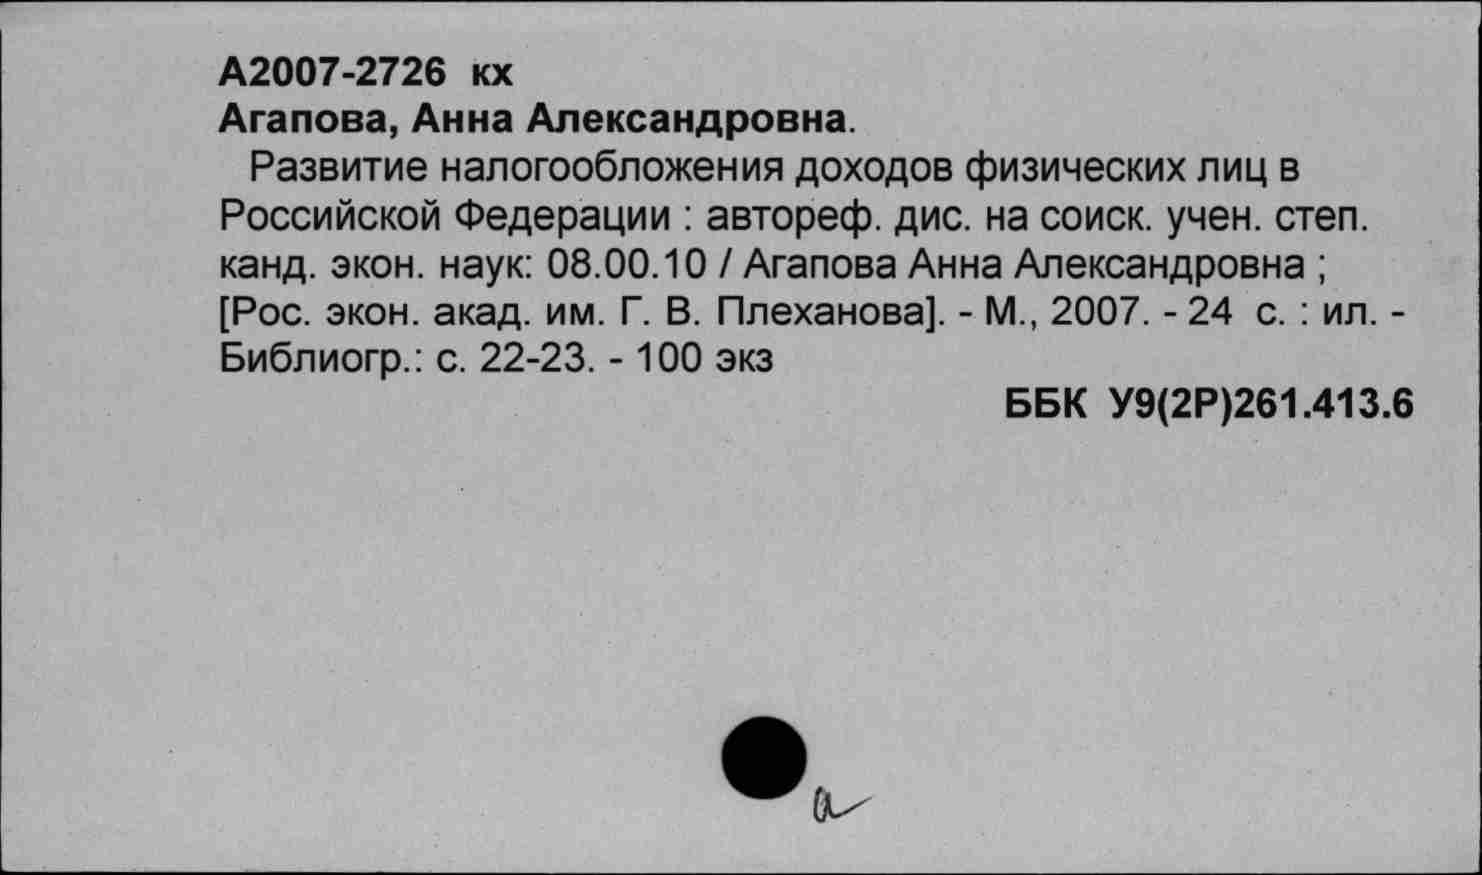 А2007-2726 кх
Агапова, Анна Александровна.
Развитие налогообложения доходов физических лиц в
Российской Федерации : автореф. дис. на соиск. учен. степ.
канд. экон. наук: 08.00.10 / Агапова Анна Александровна ;
[Рос. экон. акад. им. Г. В. Плеханова]. - М., 2007. - 24 с. : ил. -
Библиогр.: с. 22-23. - 100 экз
ББК У9(2Р)261.413.6